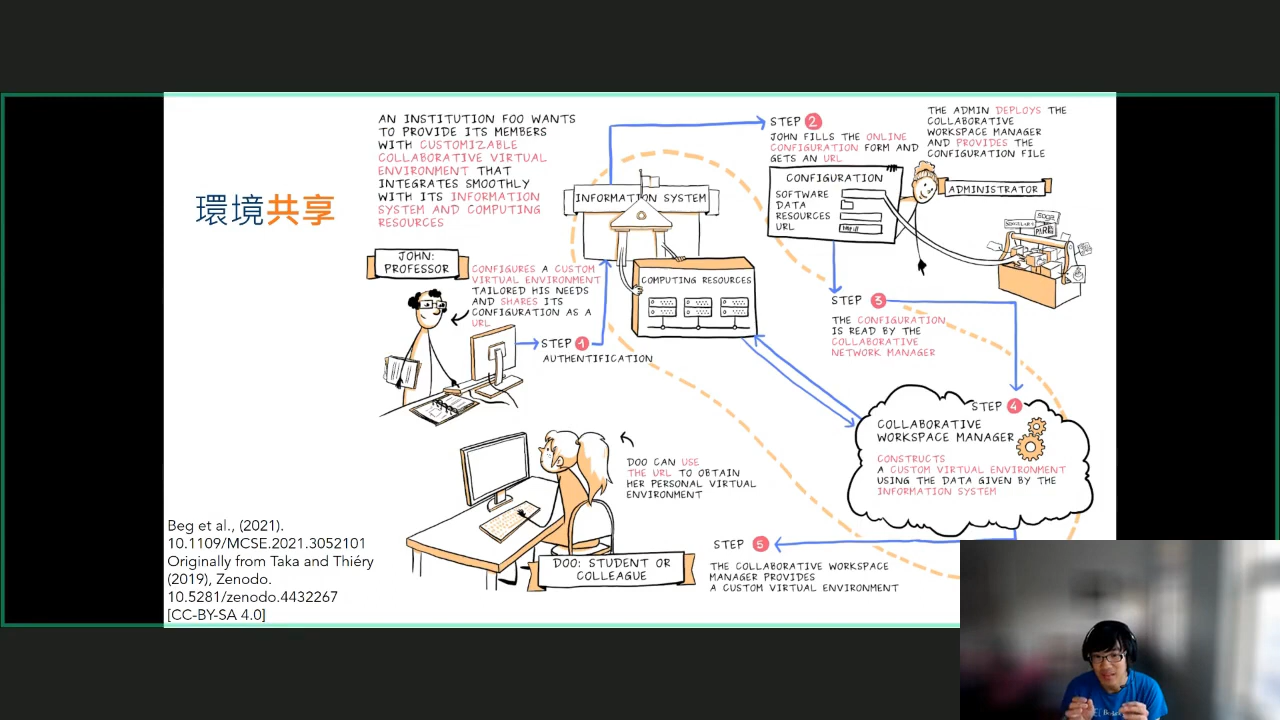 環境共享
AN INSTITUTION FOO WANTS
TO PROVIDE ITS MEMBERS
WITH CUSTOMIZABLE
COLLABORATIVE VIRTUAL
ENVIRONMENT THAT
INTEGRATES SMOOTHLY
WITH ITS INFORMATION
SYSTEM AND COMPUTING
RESOURCES
JOHN:
PROFESSOR
CONFIGURES A CUSTOM
VIRTUAL ENVIRONMENT
TAILORED HIS NEEDS
AND SHARES ITS
CONFIGURATION AS A
URL
STEP 1
AUTHENTIFICATION
INFORMATION SYSTEM
COMPUTING RESOURCES
STEP 2
JOHN FILLS THE ONLINE
CONFIGURATION FORM AND
GETS AN URL
CONFIGURATION
SOFTWARE
DATA
RESOURCES
URL
THE ADMIN DEPLOYS THE
COLLABORATIVE
WORKSPACE MANAGER
AND PROVIDES THE
CONFIGURATION FILE
ADMINISTRATOR
STEP 3
THE CONFIGURATION
IS READ BY THE
COLLABORATIVE
NETWORK MANAGER
STEP 4
COLLABORATIVE
WORKSPACE MANAGER
CONSTRUCTS
A CUSTOM VIRTUAL ENVIRONMENT
USING THE DATA GIVEN BY THE
INFORMATION SYSTEM
STEP 5
THE COLLABORATIVE WORKSPACE
MANAGER PROVIDES
A CUSTOM VIRTUAL ENVIRONMENT
DOO CAN USE
THE URL TO OBTAIN
HER PERSONAL VIRTUAL
ENVIRONMENT
DOO: STUDENT OR
COLLEAGUE
Beg et al., (2021).
10.1109/MCSE.2021.3052101
Originally from Taka and Thiéry
(2019), Zenodo.
10.5281/zenodo.4432267
[CC-BY-SA 4.0]